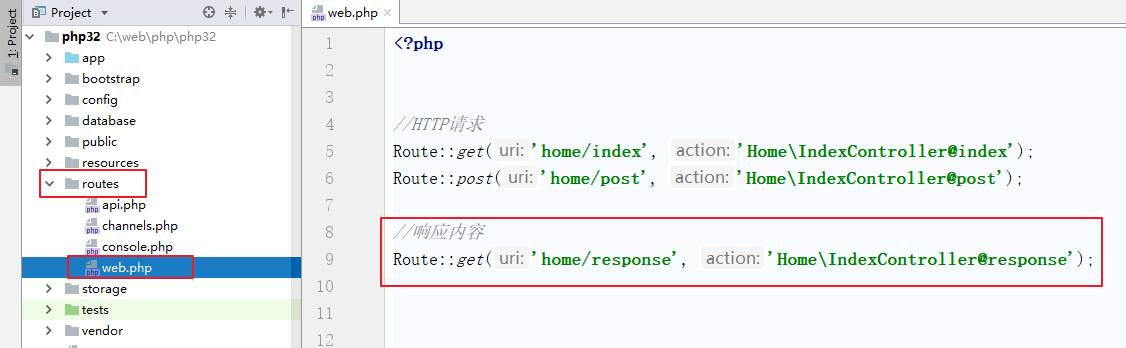 1: Project
Project
php32 C:\web\php\php32
app
bootstrap
config
database
public
resources
routes
php api.php
php channels.php
php console.php
php web.php
storage
tests
vendor
php web.php
1 <?php
2
3
4 //HTTP请求
5 Route::get( uri: 'home/index', action: 'Home\IndexController@index');
6 Route::post( uri: 'home/post', action: 'Home\IndexController@post');
7
8 //响应内容
9 Route::get( uri: 'home/response', action: 'Home\IndexController@response');
10
11
12